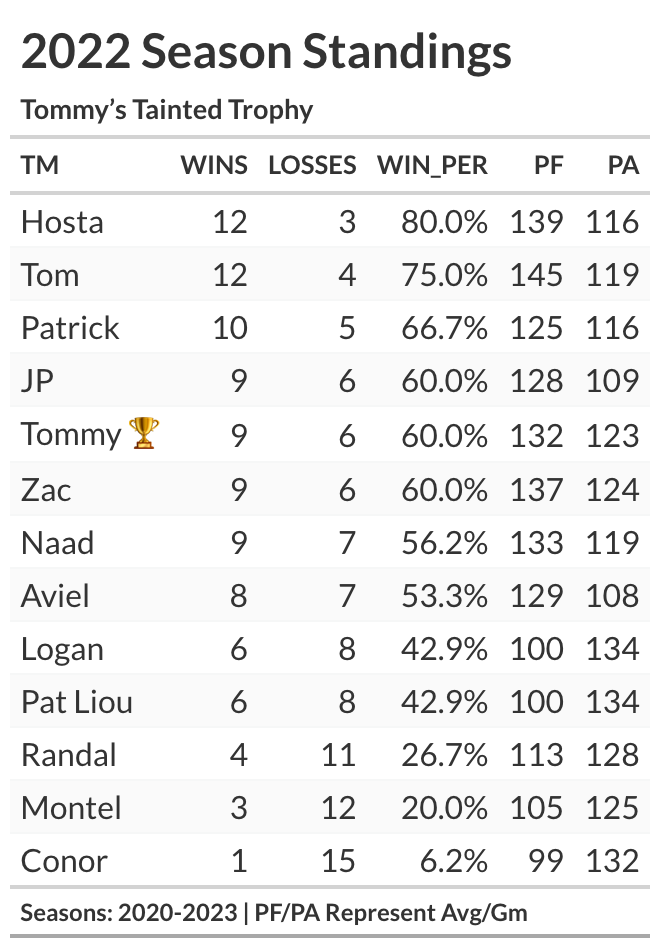 2022 Season Standings
Tommy’s Tainted Trophy
TM WINS LOSSES WIN_PER PF PA
Hosta 12 3 80.0% 139 116
Tom 12 4 75.0% 145 119
Patrick 10 5 66.7% 125 116
JP 9 6 60.0% 128 109
Tommy 🏆 9 6 60.0% 132 123
Zac 9 6 60.0% 137 124
Naad 9 7 56.2% 133 119
Aviel 8 7 53.3% 129 108
Logan 6 8 42.9% 100 134
Pat Liou 6 8 42.9% 100 134
Randal 4 11 26.7% 113 128
Montel 3 12 20.0% 105 125
Conor 1 15 6.2% 99 132
Seasons: 2020-2023 | PF/PA Represent Avg/Gm